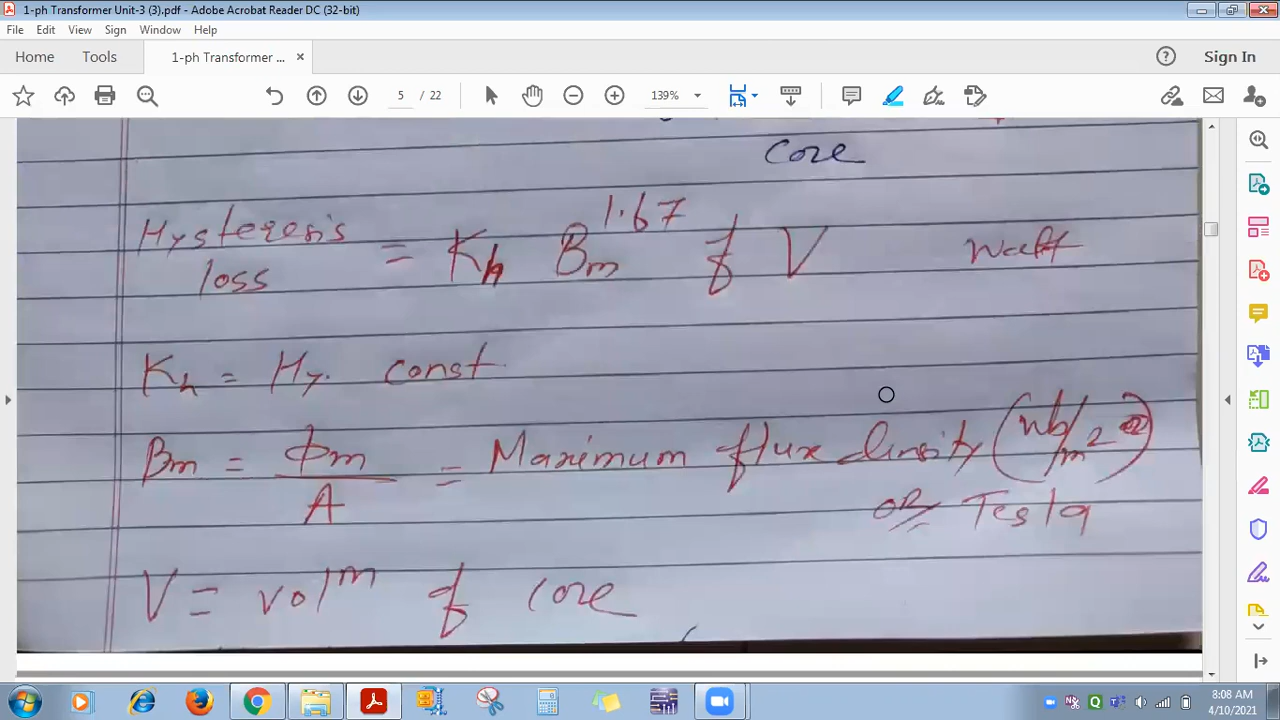 1-ph Transformer Unit-3 (3).pdf - Adobe Acrobat Reader DC (32-bit)
File Edit View Sign Window Help
Home Tools 1-ph Transformer ... × Sign In
5 / 22 139%
Core
Hysteresis loss = Kh Bm^1.67 f V Watt
Kh = Hy. const
Bm = Φm / A = Maximum flux density (wb/m2)
OR Tesla
V = volm of core
8:08 AM
4/10/2021